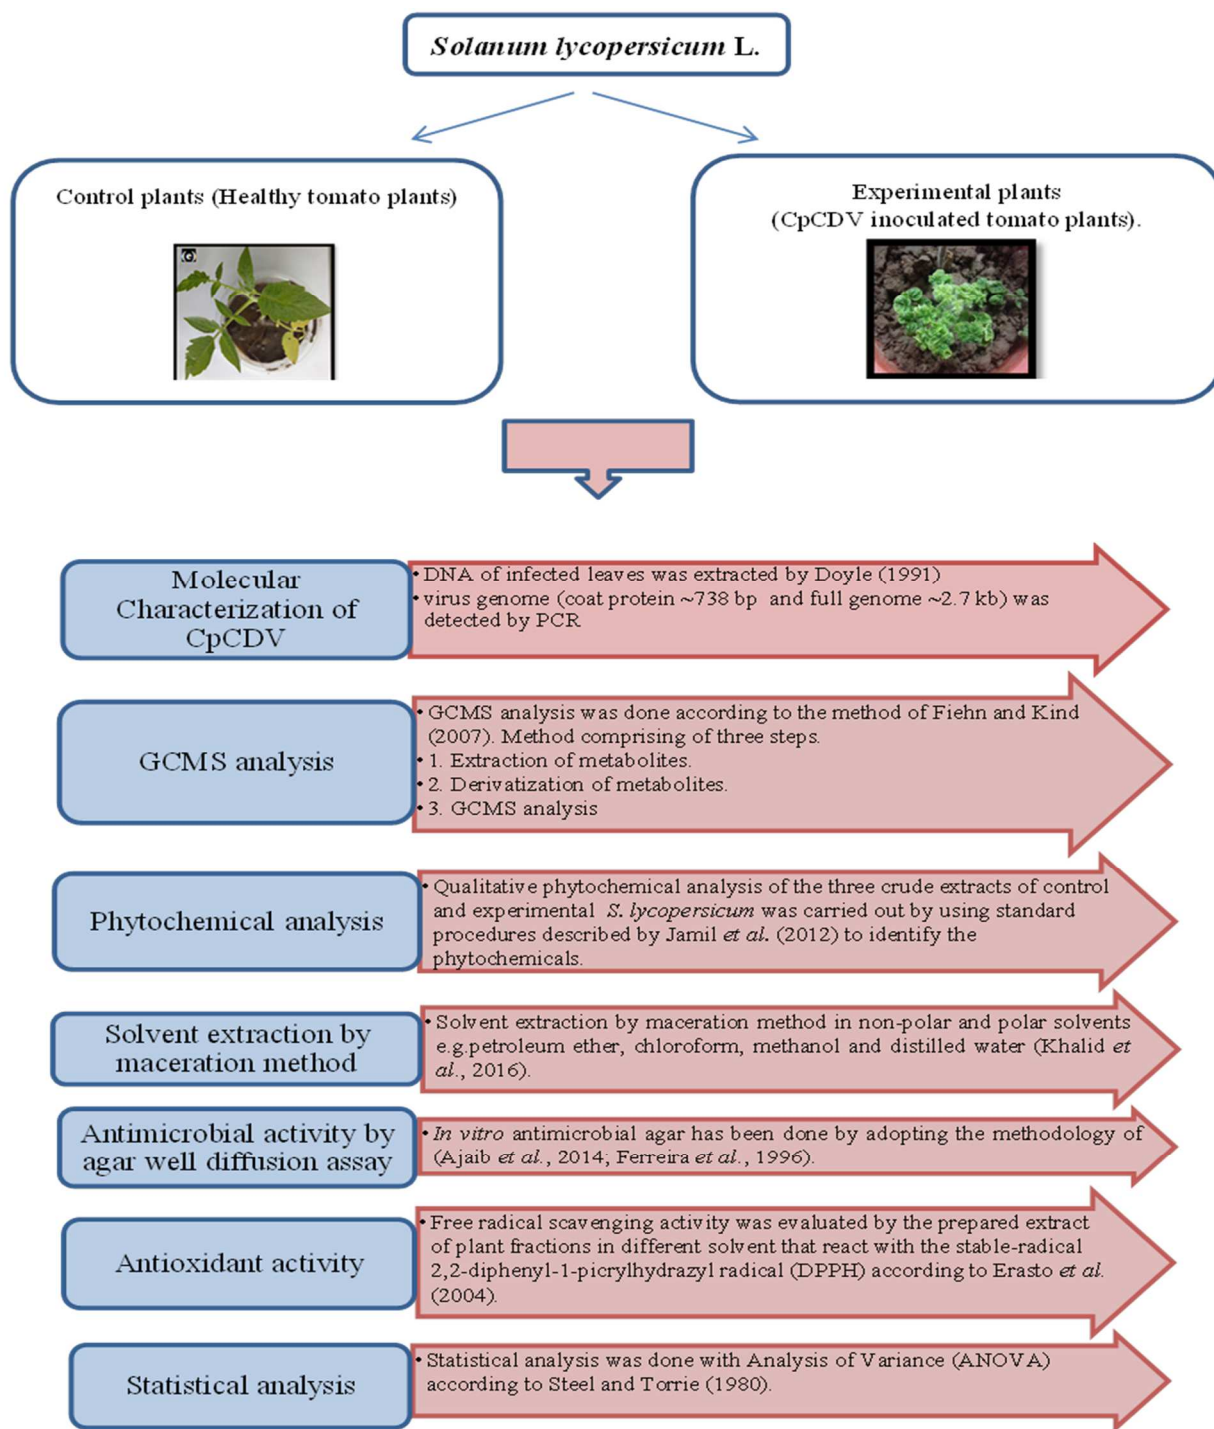 Solanum lycopersicum L.
Control plants (Healthy tomato plants)
Experimental plants
(CpCDV inoculated tomato plants).
Molecular
Characterization of
CpCDV
• DNA of infected leaves was extracted by Doyle (1991)
• virus genome (coat protein ~738 bp and full genome ~2.7 kb) was
detected by PCR
GCMS analysis
• GCMS analysis was done according to the method of Fiehn and Kind
(2007). Method comprising of three steps.
• 1. Extraction of metabolites.
• 2. Derivatization of metabolites.
• 3. GCMS analysis
Phytochemical analysis
• Qualitative phytochemical analysis of the three crude extracts of control
and experimental S. lycopersicum was carried out by using standard
procedures described by Jamil et al. (2012) to identify the
phytochemicals.
Solvent extraction by
maceration method
• Solvent extraction by maceration method in non-polar and polar solvents
e.g.petroleum ether, chloroform, methanol and distilled water (Khalid et
al., 2016).
Antimicrobial activity by
agar well diffusion assay
• In vitro antimicrobial agar has been done by adopting the methodology of
(Ajaib et al., 2014; Ferreira et al., 1996).
Antioxidant activity
• Free radical scavenging activity was evaluated by the prepared extract
of plant fractions in different solvent that react with the stable-radical
2,2-diphenyl-1-picrylhydrazyl radical (DPPH) according to Erasto et al.
(2004).
Statistical analysis
• Statistical analysis was done with Analysis of Variance (ANOVA)
according to Steel and Torrie (1980).